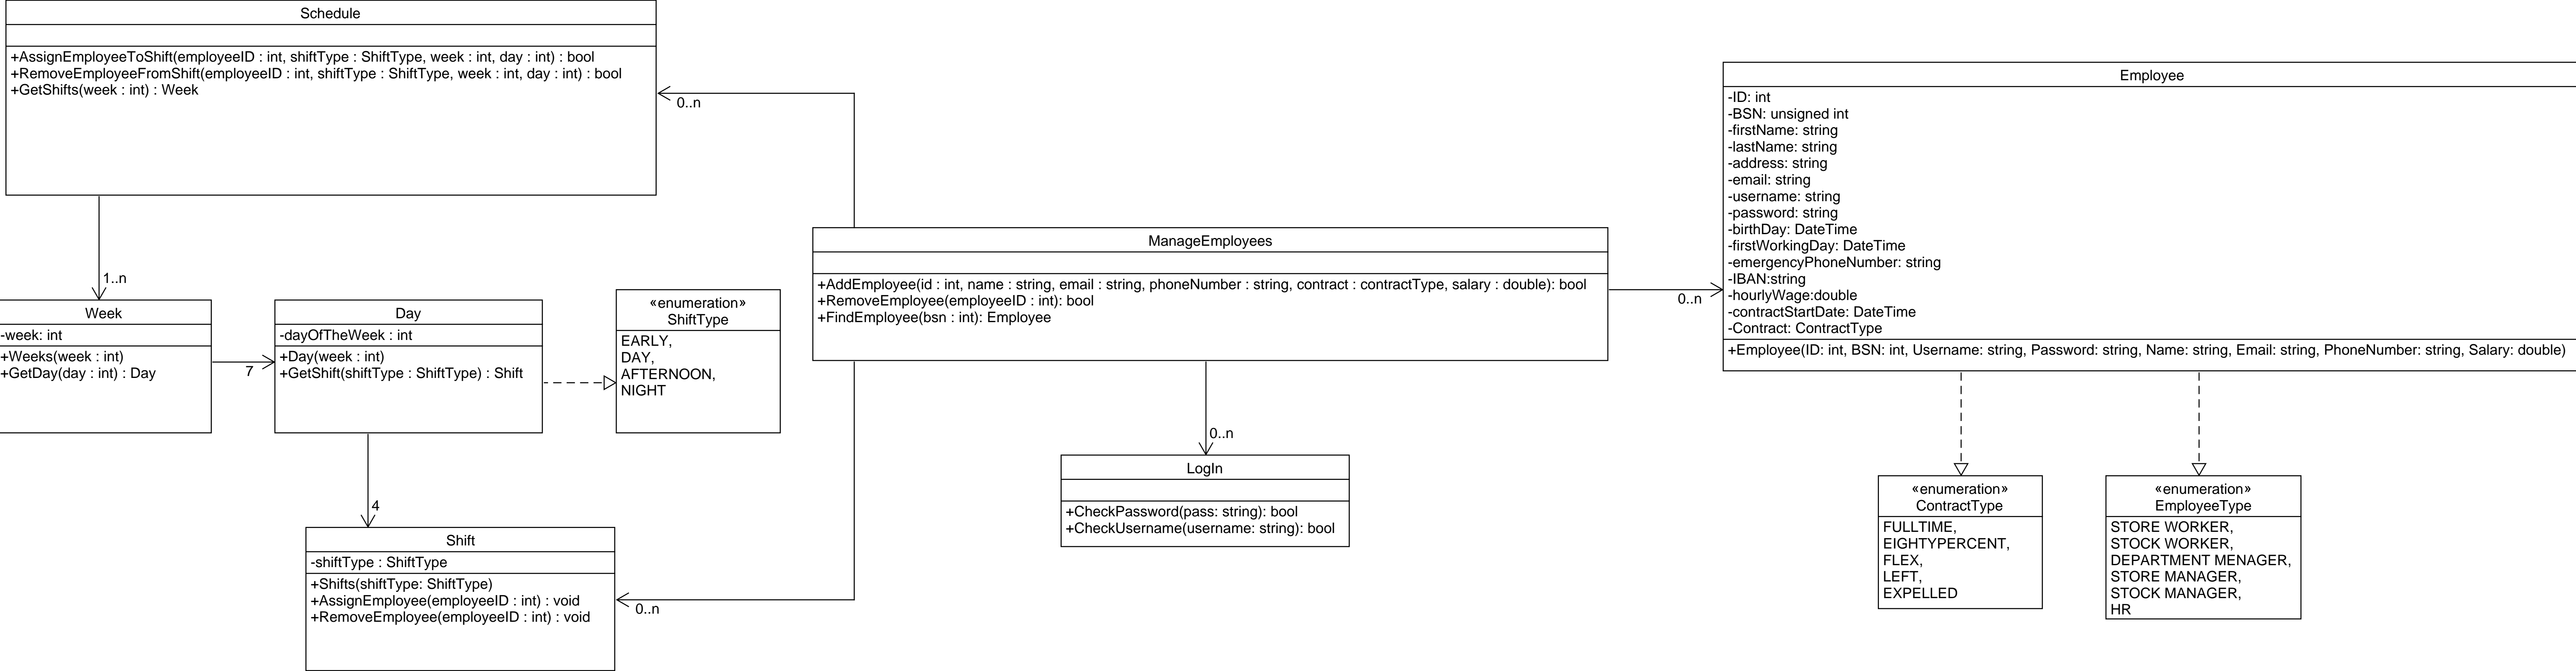 Schedule
+AssignEmployeeToShift(employeeID : int, shiftType : ShiftType, week : int, day : int) : bool
+RemoveEmployeeFromShift(employeeID : int, shiftType : ShiftType, week : int, day : int) : bool
+GetShifts(week : int) : Week
0..n
1..n
Week
-week: int
+Weeks(week : int)
+GetDay(day : int) : Day
7
Day
-dayOfTheWeek : int
+Day(week : int)
+GetShift(shiftType : ShiftType) : Shift
«enumeration»
ShiftType
EARLY,
DAY,
AFTERNOON,
NIGHT
4
Shift
-shiftType : ShiftType
+Shifts(shiftType: ShiftType)
+AssignEmployee(employeeID : int) : void
+RemoveEmployee(employeeID : int) : void
0..n
ManageEmployees
+AddEmployee(id : int, name : string, email : string, phoneNumber : string, contract : contractType, salary : double): bool
+RemoveEmployee(employeeID : int): bool
+FindEmployee(bsn : int): Employee
0..n
0..n
LogIn
+CheckPassword(pass: string): bool
+CheckUsername(username: string): bool
Employee
-ID: int
-BSN: unsigned int
-firstName: string
-lastName: string
-address: string
-email: string
-username: string
-password: string
-birthDay: DateTime
-firstWorkingDay: DateTime
-emergencyPhoneNumber: string
-IBAN:string
-hourlyWage:double
-contractStartDate: DateTime
-Contract: ContractType
+Employee(ID: int, BSN: int, Username: string, Password: string, Name: string, Email: string, PhoneNumber: string, Salary: double)
«enumeration»
ContractType
FULLTIME,
EIGHTYPERCENT,
FLEX,
LEFT,
EXPELLED
«enumeration»
EmployeeType
STORE WORKER,
STOCK WORKER,
DEPARTMENT MENAGER,
STORE MANAGER,
STOCK MANAGER,
HR